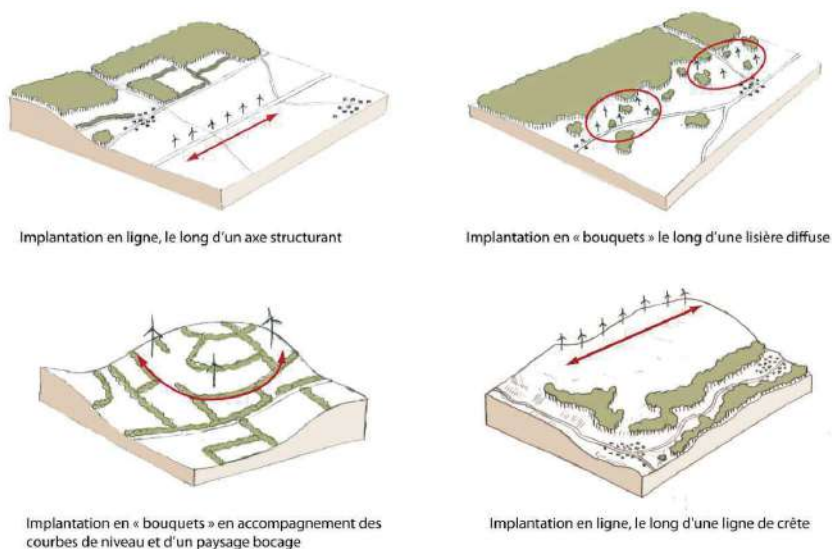 Implantation en ligne, le long d'un axe structurant
Implantation en « bouquets » le long d'une lisière diffuse
Implantation en « bouquets » en accompagnement des
courbes de niveau et d'un paysage bocage
Implantation en ligne, le long d'une ligne de crête